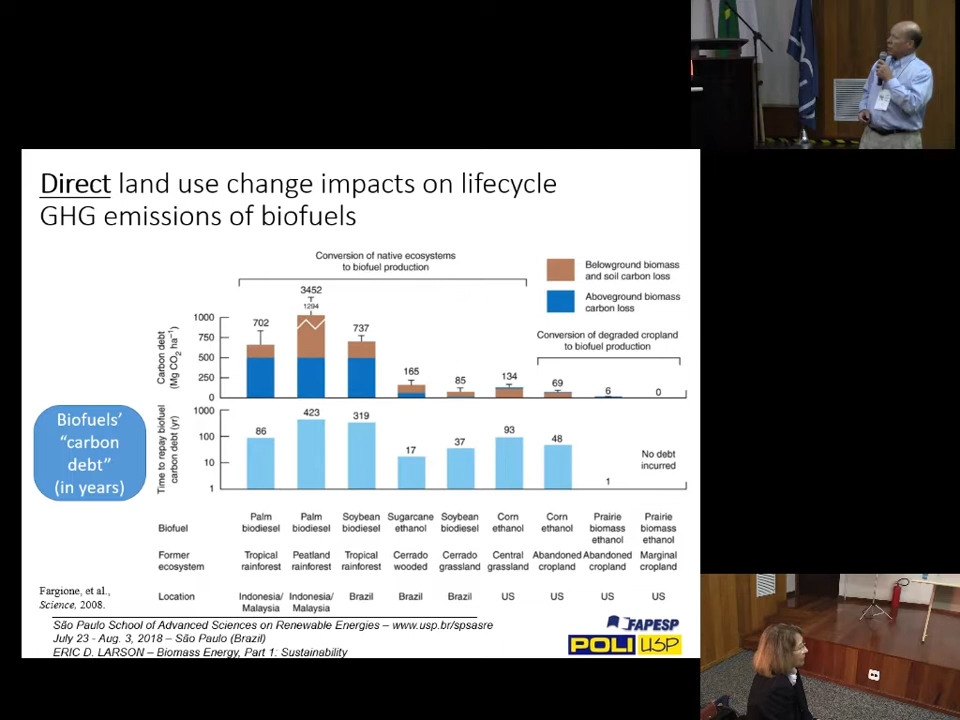 Direct land use change impacts on lifecycle
GHG emissions of biofuels
Conversion of native ecosystems
to biofuel production
Belowground biomass
and soil carbon loss
Aboveground biomass
carbon loss
Conversion of degraded cropland
to biofuel production
Carbon debt
(Mg CO2 ha−1)
1000
750
500
250
0
702
3452
1294
737
165
85
134
69
6
0
Biofuels’
“carbon
debt”
(in years)
Time to repay biofuel
carbon debt (yr)
1000
100
10
1
86
423
319
17
37
93
48
1
No debt
incurred
Biofuel
Palm biodiesel
Palm biodiesel
Soybean biodiesel
Sugarcane ethanol
Soybean biodiesel
Corn ethanol
Corn ethanol
Prairie biomass ethanol
Prairie biomass ethanol
Former ecosystem
Tropical rainforest
Peatland rainforest
Tropical rainforest
Cerrado wooded
Cerrado grassland
Central grassland
Abandoned cropland
Abandoned cropland
Marginal cropland
Location
Indonesia/ Malaysia
Indonesia/ Malaysia
Brazil
Brazil
Brazil
US
US
US
US
Fargione, et al.,
Science, 2008.
São Paulo School of Advanced Sciences on Renewable Energies – www.usp.br/spsasre
July 23 - Aug. 3, 2018 – São Paulo (Brazil)
ERIC D. LARSON – Biomass Energy, Part 1: Sustainability
FAPESP
POLI USP